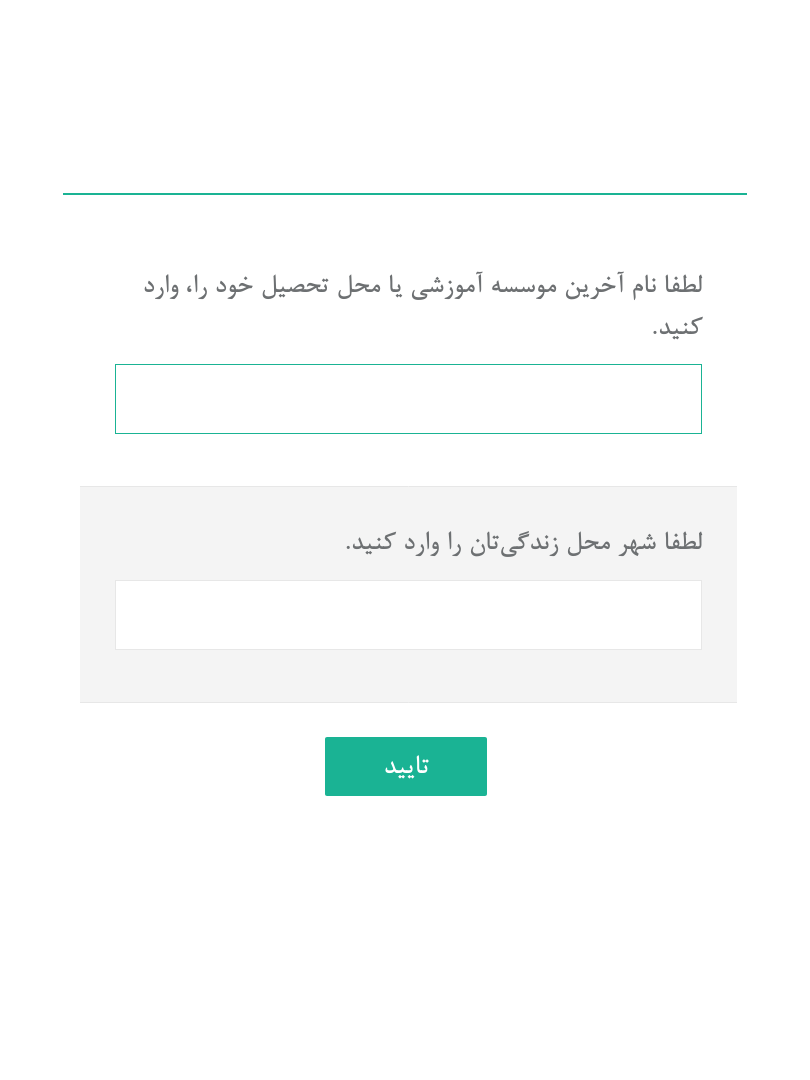 لطفا نام آخرین موسسه آموزشی یا محل تحصیل خود را، وارد
کنید.
لطفا شهر محل زندگی‌تان را وارد کنید.
تایید